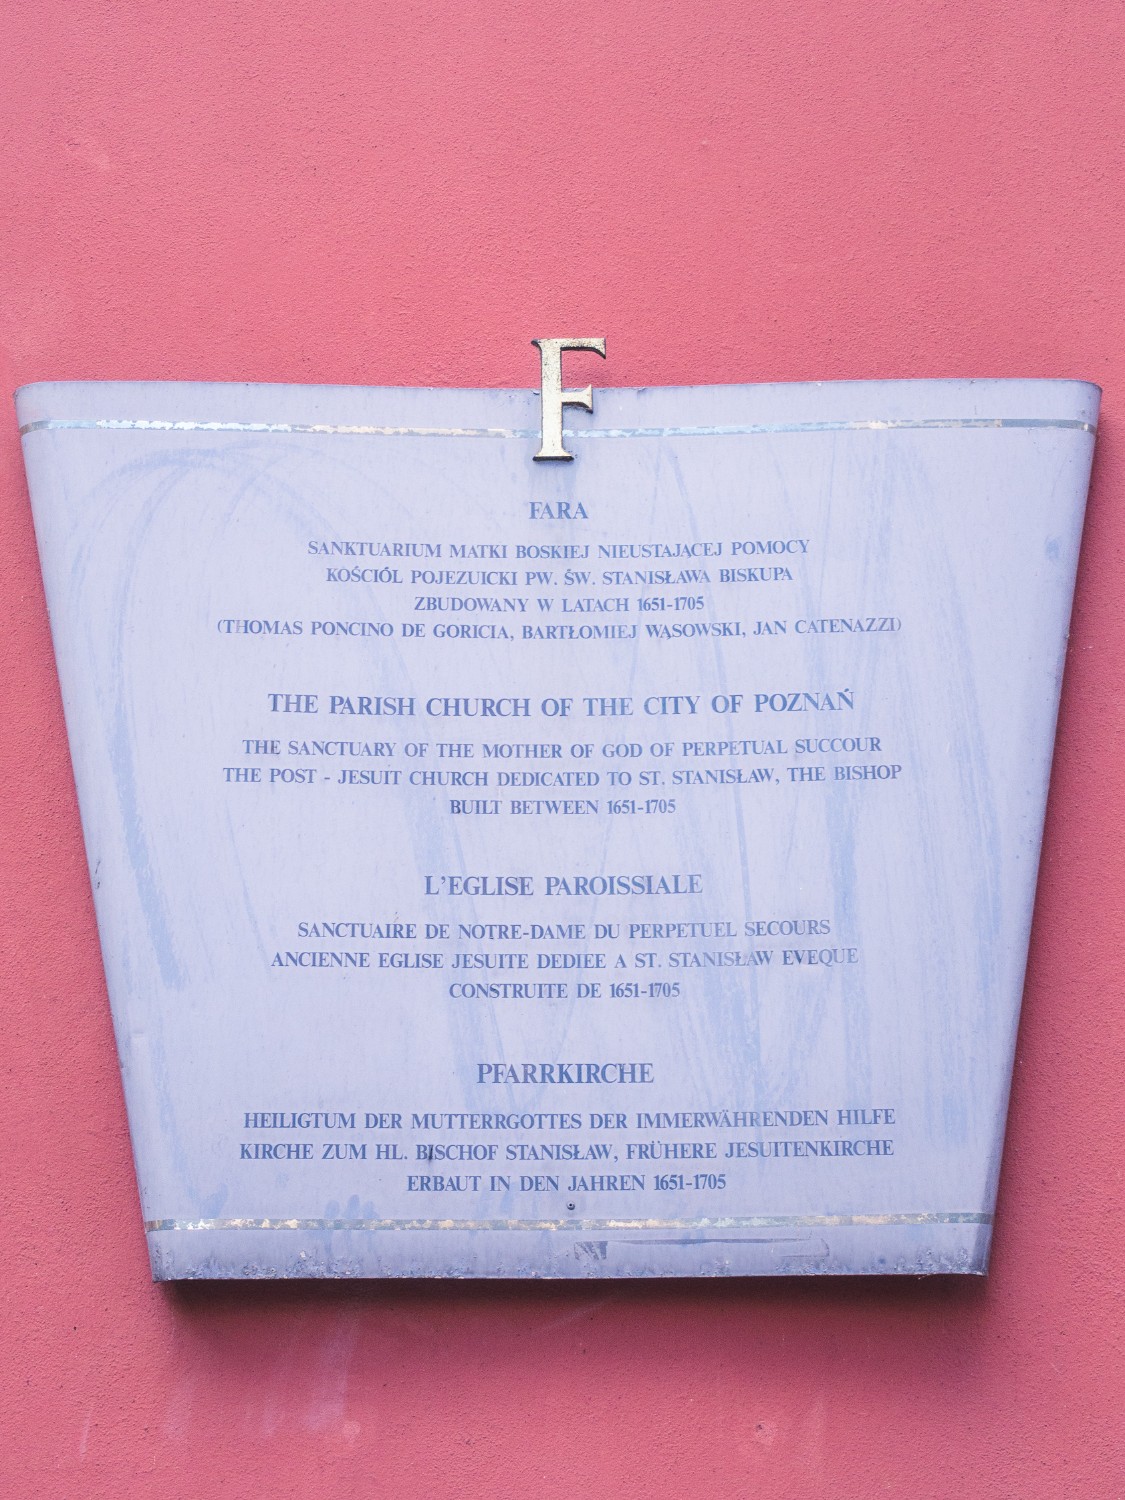 F
FARA
SANKTUARIUM MATKI BOSKIEJ NIEUSTAJĄCEJ POMOCY
KOŚCIÓL POJEZUICKI PW. ŚW. STANISŁAWA BISKUPA
ZBUDOWANY W LATACH 1651-1705
(THOMAS PONCINO DE GORICIA, BARTŁOMIEJ WĄSOWSKI, JAN CATENAZZI)
THE PARISH CHURCH OF THE CITY OF POZNAŃ
THE SANCTUARY OF THE MOTHER OF GOD OF PERPETUAL SUCCOUR
THE POST - JESUIT CHURCH DEDICATED TO ST. STANISŁAW, THE BISHOP
BUILT BETWEEN 1651-1705
L'EGLISE PAROISSIALE
SANCTUAIRE DE NOTRE-DAME DU PERPETUEL SECOURS
ANCIENNE EGLISE JESUITE DEDIEE A ST. STANISŁAW EVEQUE
CONSTRUITE DE 1651-1705
PFARRKIRCHE
HEILIGTUM DER MUTTERRGOTTES DER IMMERWÄHRENDEN HILFE
KIRCHE ZUM HL. BISCHOF STANISŁAW, FRÜHERE JESUITENKIRCHE
ERBAUT IN DEN JAHREN 1651-1705